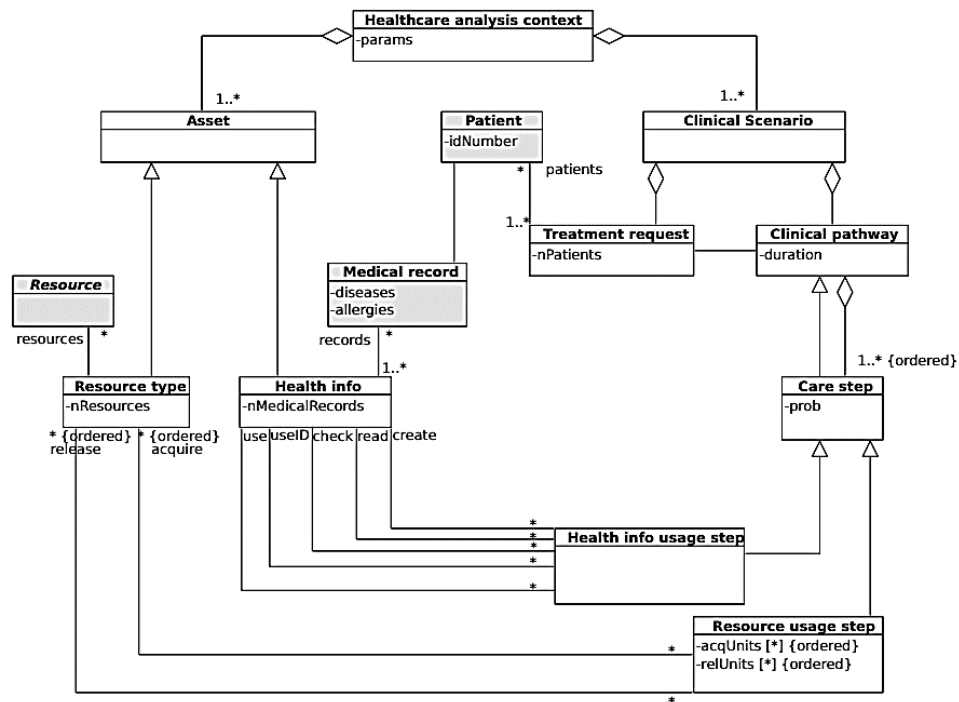 Healthcare analysis context
-params
1..*
1..*
Asset
Patient
-idNumber
Clinical Scenario
* patients
1..*
Treatment request
-nPatients
Clinical pathway
-duration
Medical record
-diseases
-allergies
Resource
resources *
records *
1..*
1..* {ordered}
Resource type
-nResources
Health info
-nMedicalRecords
Care step
-prob
* {ordered} * {ordered}
release acquire
use useID check read create
*
*
*
*
*
Health info usage step
Resource usage step
-acqUnits [*] {ordered}
-relUnits [*] {ordered}
*
*